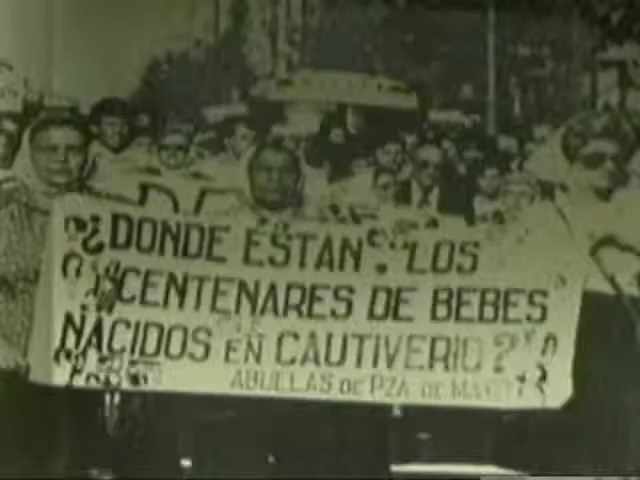 ¿DONDE ESTAN LOS
CENTENARES DE BEBES
NACIDOS EN CAUTIVERIO?
ABUELAS DE PZA DE MAYO